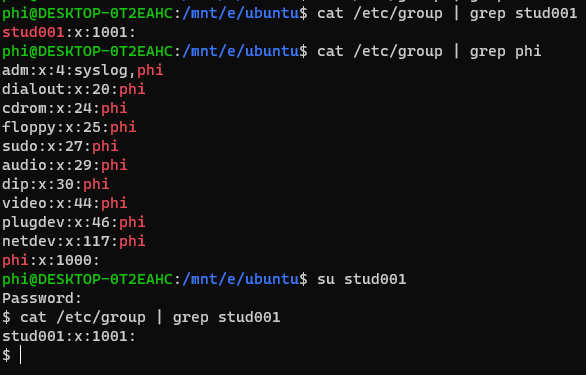 phi@DESKTOP-0T2EAHC:/mnt/e/ubuntu$ cat /etc/group | grep stud001
stud001:x:1001:
phi@DESKTOP-0T2EAHC:/mnt/e/ubuntu$ cat /etc/group | grep phi
adm:x:4:syslog,phi
dialout:x:20:phi
cdrom:x:24:phi
floppy:x:25:phi
sudo:x:27:phi
audio:x:29:phi
dip:x:30:phi
video:x:44:phi
plugdev:x:46:phi
netdev:x:117:phi
phi:x:1000:
phi@DESKTOP-0T2EAHC:/mnt/e/ubuntu$ su stud001
Password:
$ cat /etc/group | grep stud001
stud001:x:1001:
$